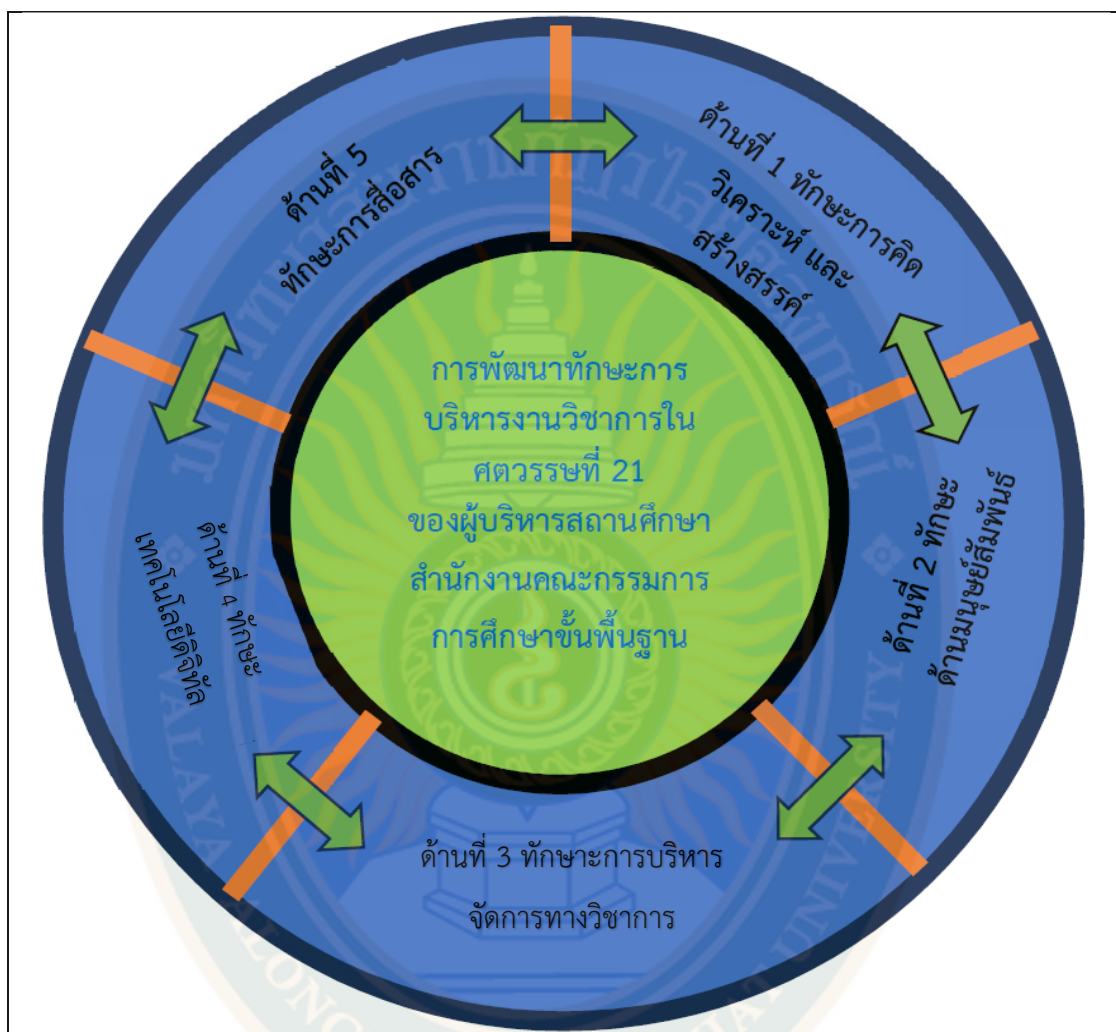 ด้านที่ 1 ทักษะการคิด
วิเคราะห์ และ
สร้างสรรค์
ด้านที่ 2 ทักษะ
ด้านมนุษย์สัมพันธ์
ด้านที่ 3 ทักษาะการบริหาร
จัดการทางวิชาการ
ด้านที่ 4 ทักษะ
เทคโนโลยีดิจิทัล
ด้านที่ 5
ทักษะการสื่อสาร
การพัฒนาทักษะการ
บริหารงานวิชาการใน
ศตวรรษที่ 21
ของผู้บริหารสถานศึกษา
สำนักงานคณะกรรมการ
การศึกษาขั้นพื้นฐาน